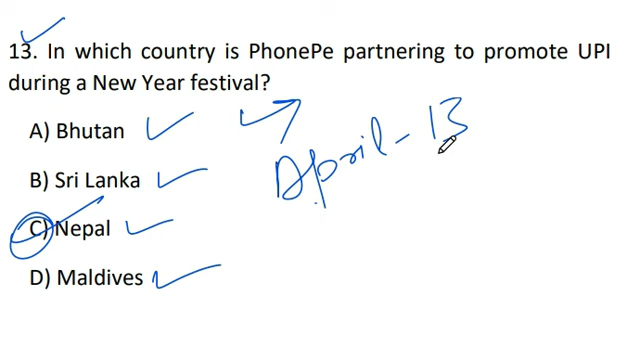 13. In which country is PhonePe partnering to promote UPI
during a New Year festival?
A) Bhutan
April - 13
B) Sri Lanka
C) Nepal
D) Maldives